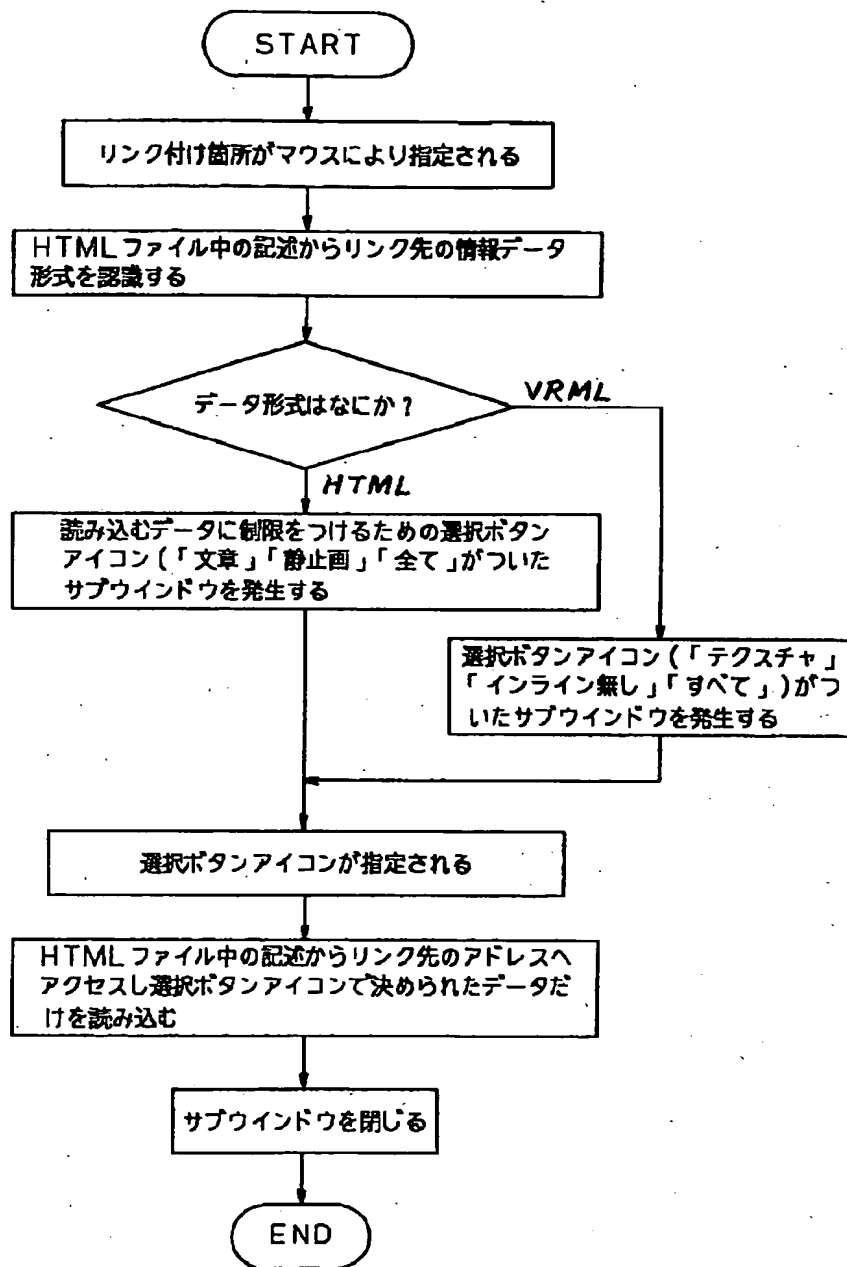 START
リンク付け箇所がマウスにより指定される
HTMLファイル中の記述からリンク先の情報データ
形式を認識する
データ形式はなにか?
VRML
HTML
読み込むデータに制限をつけるための選択ボタン
アイコン(「文章」「静止画」「全て」がついた
サブウインドウを発生する
選択ボタンアイコン(「テクスチャ」
「インライン無し」「すべて」)がつ
いたサブウインドウを発生する
選択ボタンアイコンが指定される
HTMLファイル中の記述からリンク先のアドレスへ
アクセスし選択ボタンアイコンで決められたデータだ
けを読み込む
サブウインドウを閉じる
END